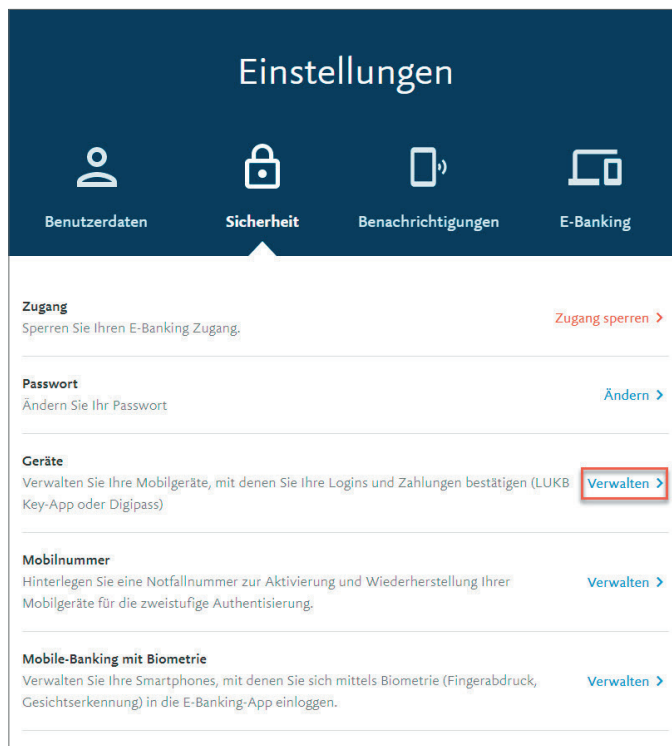 Einstellungen
Benutzerdaten
Sicherheit
Benachrichtigungen
E-Banking
Zugang
Sperren Sie Ihren E-Banking Zugang.
Zugang sperren
Passwort
Ändern Sie Ihr Passwort
Ändern
Geräte
Verwalten Sie Ihre Mobilgeräte, mit denen Sie Ihre Logins und Zahlungen bestätigen (LUKB
Key-App oder Digipass)
Verwalten
Mobilnummer
Hinterlegen Sie eine Notfallnummer zur Aktivierung und Wiederherstellung Ihrer
Mobilgeräte für die zweistufige Authentisierung.
Verwalten
Mobile-Banking mit Biometrie
Verwalten Sie Ihre Smartphones, mit denen Sie sich mittels Biometrie (Fingerabdruck,
Gesichtserkennung) in die E-Banking-App einloggen.
Verwalten